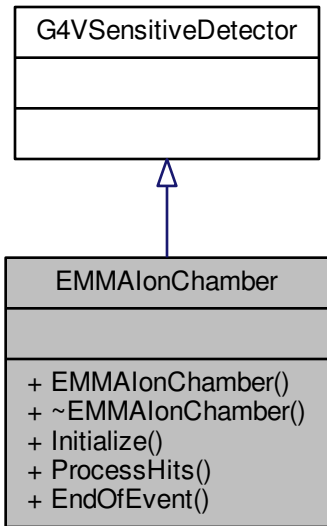 G4VSensitiveDetector
EMMAIonChamber
+ EMMAIonChamber()
+ ~EMMAIonChamber()
+ Initialize()
+ ProcessHits()
+ EndOfEvent()